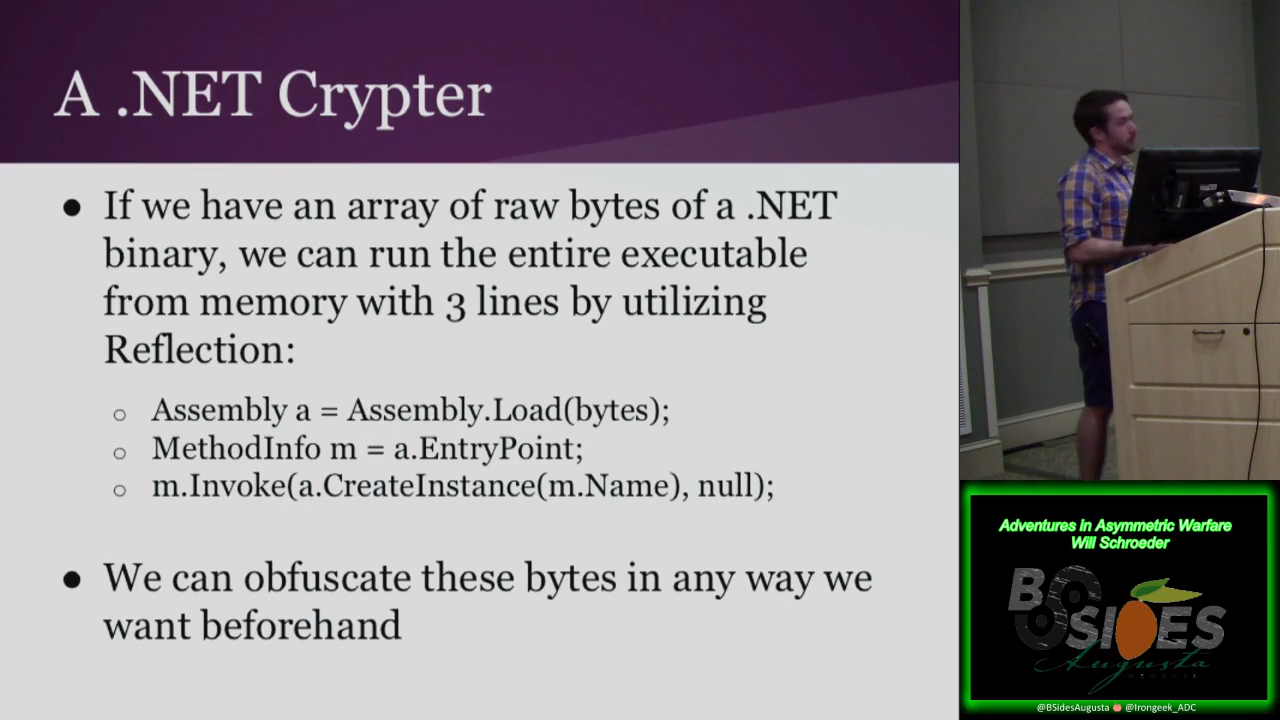 A .NET Crypter
● If we have an array of raw bytes of a .NET
binary, we can run the entire executable
from memory with 3 lines by utilizing
Reflection:
○ Assembly a = Assembly.Load(bytes);
○ MethodInfo m = a.EntryPoint;
○ m.Invoke(a.CreateInstance(m.Name), null);
● We can obfuscate these bytes in any way we
want beforehand
Adventures in Asymmetric Warfare
Will Schroeder
BSIDES
Augusta
@BSidesAugusta @Irongeek_ADC